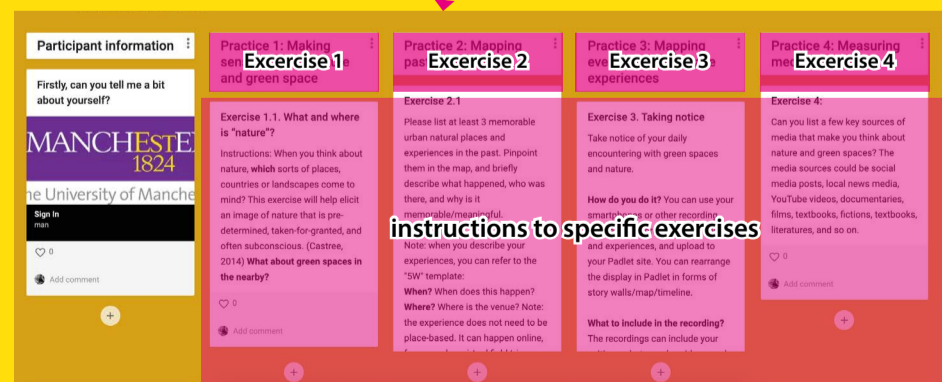 Participant information
Firstly, can you tell me a bit
about yourself?
MANCHEsTE
1824
he University of Manche
Sign In
man
0
Add comment
Practice 1: Making
sen
and green space
Excercise 1
Exercise 1.1. What and where
is “nature”?
Instructions: When you think about
nature, which sorts of places,
countries or landscapes come to
mind? This exercise will help elicit
an image of nature that is pre-
determined, taken-for-granted, and
often subconscious. (Castree,
2014) What about green spaces in
the nearby?
0
Add comment
Practice 2: Mapping
pas
Excercise 2
Exercise 2.1
Please list at least 3 memorable
urban natural places and
experiences in the past. Pinpoint
them in the map, and briefly
describe what happened, who was
there, and why is it
memorable/meaningful.
instructions to specific exercises
Note: when you describe your
experiences, you can refer to the
"5W" template:
When? When does this happen?
Where? Where is the venue? Note:
the experience does not need to be
place-based. It can happen online,
Practice 3: Mapping
eve
experiences
Excercise 3
Exercise 3. Taking notice
Take notice of your daily
encountering with green spaces
and nature.
How do you do it? You can use your
smartphones or other recording
and experiences, and upload to
your Padlet site. You can rearrange
the display in Padlet in forms of
story walls/map/timeline.
What to include in the recording?
The recordings can include your
Practice 4: Measuring
me
Excercise 4
Exercise 4:
Can you list a few key sources of
media that make you think about
nature and green spaces? The
media sources could be social
media posts, local news media,
YouTube videos, documentaries,
films, textbooks, fictions, textbooks,
literatures, and so on.
0
Add comment